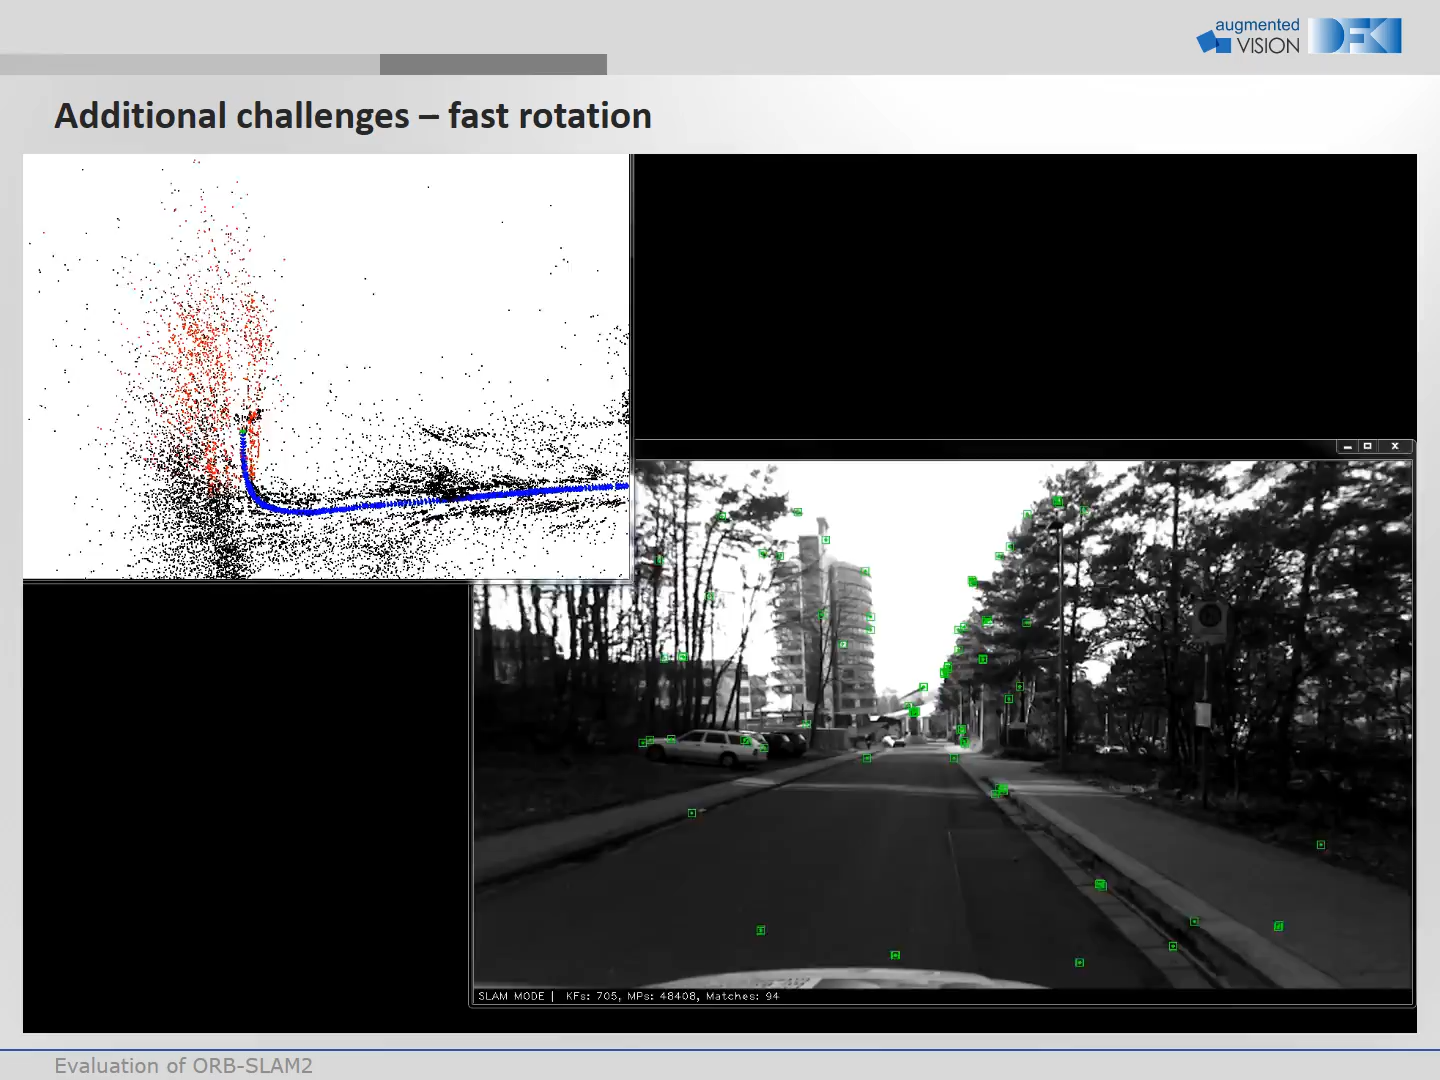 augmented
VISION
DFKI
Additional challenges – fast rotation
SLAM MODE |  KFs: 705, MPs: 48408, Matches: 94
Evaluation of ORB-SLAM2